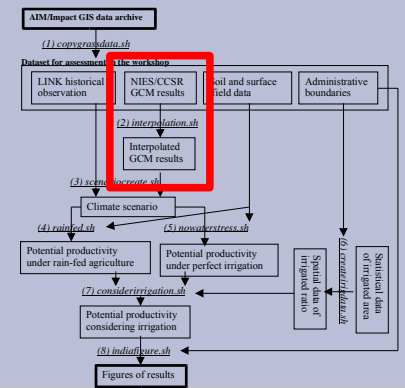 AIM/Impact GIS data archive
(1) copygrassdata.sh
Dataset for assessment in the workshop
LINK historical
observation
NIES/CCSR
GCM results
Soil and surface
field data
Administrative
boundaries
(2) interpolation.sh
Interpolated
GCM results
(3) scenariocreate.sh
Climate scenario
(4) rainfed.sh
(5) nowaterstress.sh
(6) createirrigdata.sh
Potential productivity
under rain-fed agriculture
Potential productivity
under perfect irrigation
Spatial data of
irrigated ratio
Statistical data
of irrigated area
(7) considerirrigation.sh
Potential productivity
considering irrigation
(8) indiafigure.sh
Figures of results